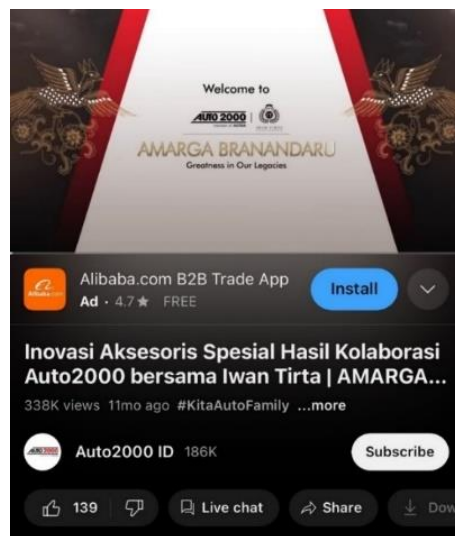 Welcome to
AUTO 2000
AMARGA BRANANDARU
Greatness in Our Legacies
Alibaba.com
Alibaba.com B2B Trade App
Ad · 4.7★ FREE
Install
Inovasi Aksesoris Spesial Hasil Kolaborasi
Auto2000 bersama Iwan Tirta | AMARGA...
338K views 11mo ago #KitaAutoFamily ...more
AUTO 2000
Auto2000 ID 186K
Subscribe
139
Live chat
Share
Dow